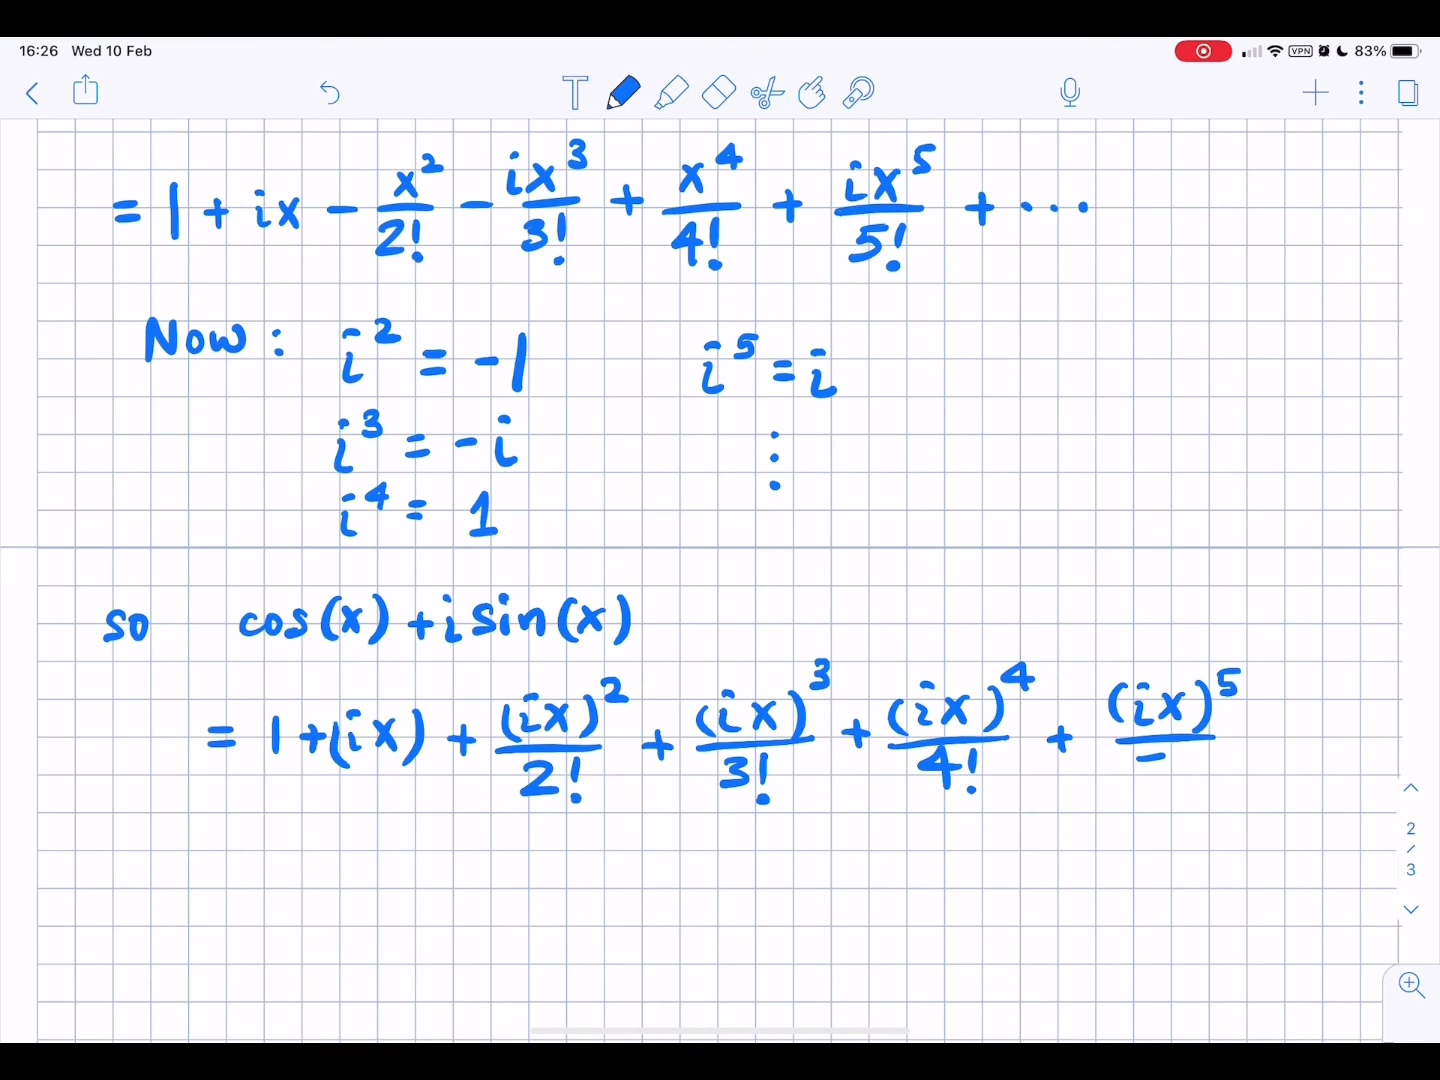 16:26 Wed 10 Feb VPN 83%
T
= 1 + ix - x²/2! - ix³/3! + x⁴/4! + ix⁵/5! + ...
Now: i² = -1 i⁵ = i
i³ = -i ⋮
i⁴ = 1
so cos(x) + i sin(x)
= 1 + (ix) + (ix)²/2! + (ix)³/3! + (ix)⁴/4! + (ix)⁵/
2/3